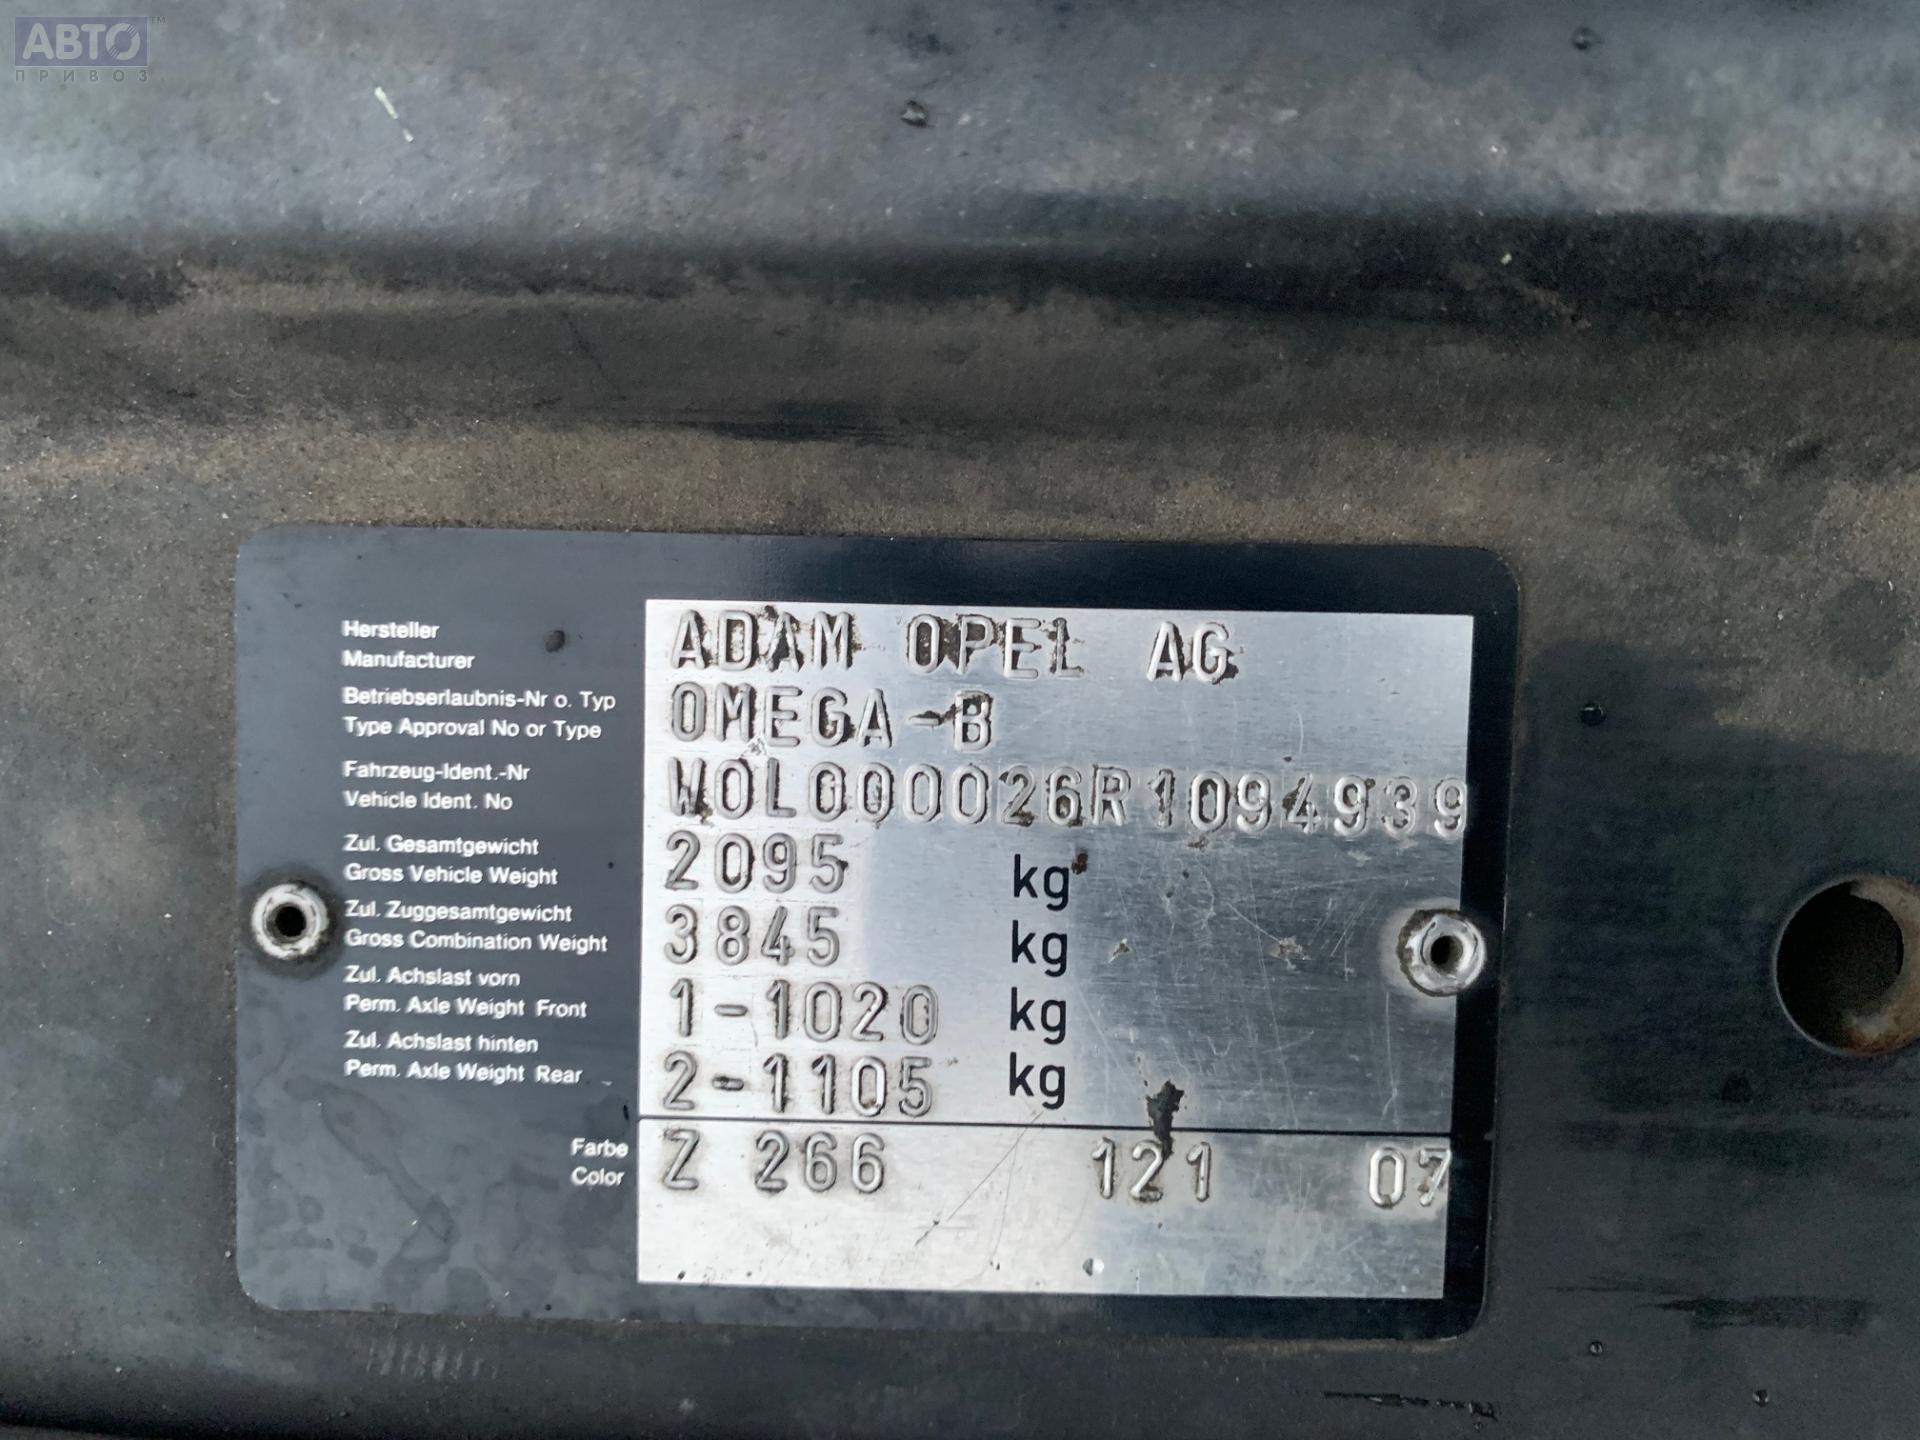 АВТО™
ПРИВОЗ
Hersteller
Manufacturer
ADAM OPEL AG
Betriebserlaubnis-Nr o. Typ
Type Approval No or Type
OMEGA-B
Fahrzeug-Ident.-Nr
Vehicle Ident. No
W0L000026R1094939
Zul. Gesamtgewicht
Gross Vehicle Weight
2095 kg
Zul. Zuggesamtgewicht
Gross Combination Weight
3845 kg
Zul. Achslast vorn
Perm. Axle Weight Front
1-1020 kg
Zul. Achslast hinten
Perm. Axle Weight Rear
2-1105 kg
Farbe
Color
Z 266 121 07